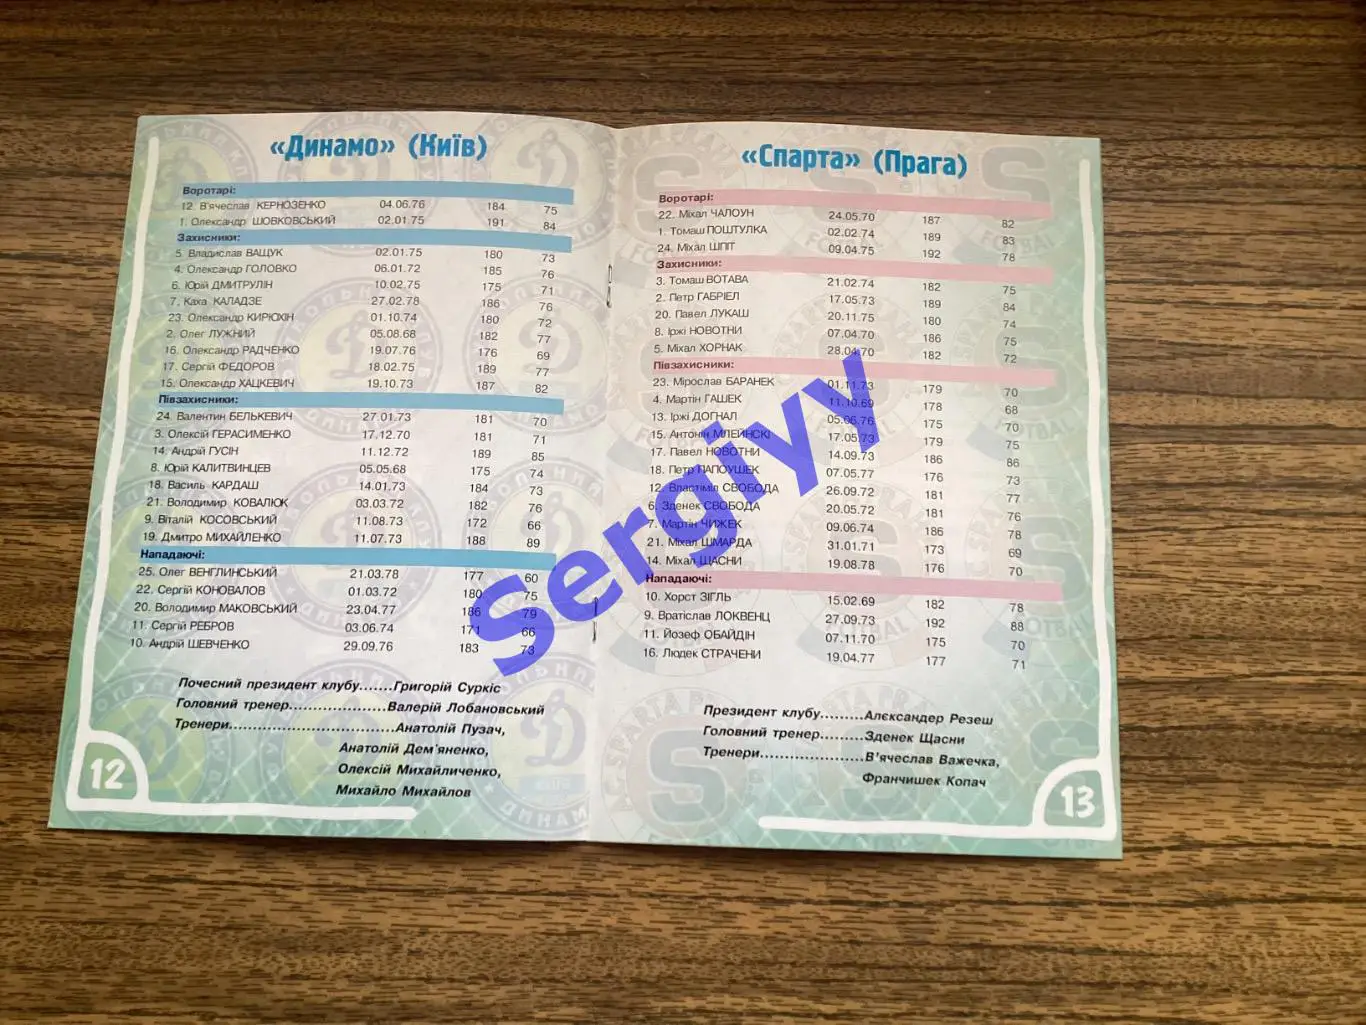 «Динамо» (Київ)
Воротарі:
12. В'ячеслав КЕРНОЗЕНКО 04.06.76 184 75
1. Олександр ШОВКОВСЬКИЙ 02.01.75 191 84
Захисники:
5. Владислав ВАЩУК 02.01.75 180 73
4. Олександр ГОЛОВКО 06.01.72 185 76
6. Юрій ДМИТРУЛІН 10.02.75 175 71
7. Каха КАЛАДЗЕ 27.02.78 186 76
23. Олександр КИРЮХІН 01.10.74 180 72
2. Олег ЛУЖНИЙ 05.08.68 182 77
16. Олександр РАДЧЕНКО 19.07.76 176 69
17. Сергій ФЕДОРОВ 18.02.75 189 77
15. Олександр ХАЦКЕВИЧ 19.10.73 187 82
Півзахисники:
24. Валентин БЕЛЬКЕВИЧ 27.01.73 181 70
3. Олексій ГЕРАСИМЕНКО 17.12.70 181 71
14. Андрій ГУСІН 11.12.72 189 85
8. Юрій КАЛИТВИНЦЕВ 05.05.68 175 74
18. Василь КАРДАШ 14.01.73 184 73
21. Володимир КОВАЛЮК 03.03.72 182 76
9. Віталій КОСОВСЬКИЙ 11.08.73 172 66
19. Дмитро МИХАЙЛЕНКО 11.07.73 188 89
Нападаючі:
25. Олег ВЕНГЛИНСЬКИЙ 21.03.78 177 60
22. Сергій КОНОВАЛОВ 01.03.72 180 75
20. Володимир МАКОВСЬКИЙ 23.04.77 186 79
11. Сергій РЕБРОВ 03.06.74 171 66
10. Андрій ШЕВЧЕНКО 29.09.76 183 73
Почесний президент клубу.......Григорій Суркіс
Головний тренер....................Валерій Лобановський
Тренери..................................Анатолій Пузач,
Анатолій Дем'яненко,
Олексій Михайличенко,
Михайло Михайлов
12
«Спарта» (Прага)
Воротарі:
22. Міхал ЧАЛОУН 24.05.70 187 82
1. Томаш ПОШТУЛКА 02.02.74 189 83
24. Міхал ШПІТ 09.04.75 192 78
Захисники:
3. Томаш ВОТАВА 21.02.74 182 75
2. Петр ГАБРІЕЛ 17.05.73 189 84
20. Павел ЛУКАШ 20.11.75 180 74
8. Іржі НОВОТНИ 07.04.70 186 75
5. Міхал ХОРНАК 28.04.70 182 72
Півзахисники:
23. Мірослав БАРАНЕК 01.11.73 179 70
4. Мартін ГАШЕК 11.10.69 178 68
13. Іржі ДОГНАЛ 05.06.76 175 70
15. Антонін МЛЕЙНСКІ 17.05.73 179 75
17. Павел НОВОТНИ 14.09.73 186 86
18. Петр ПАПОУШЕК 07.05.77 176 73
12. Властіміл СВОБОДА 26.09.72 181 77
6. Зденек СВОБОДА 20.05.72 181 76
7. Мартін ЧИЖЕК 09.06.74 186 78
21. Міхал ШМАРДА 31.01.71 173 69
14. Міхал ЩАСНИ 19.08.78 176 70
Нападаючі:
10. Хорст ЗІГЛЬ 15.02.69 182 78
9. Вратіслав ЛОКВЕНЦ 27.09.73 192 88
11. Йозеф ОБАЙДІН 07.11.70 175 70
16. Людек СТРАЧЕНИ 19.04.77 177 71
Президент клубу.........Алєксандер Резеш
Головний тренер.........Зденек Щасни
Тренери.....................В'ячеслав Важечка,
Франчишек Копач
13
Sergiyy